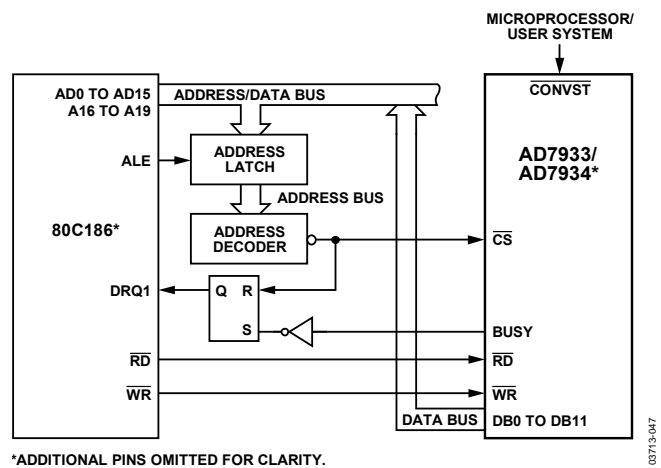 MICROPROCESSOR/
USER SYSTEM
AD0 TO AD15
A16 TO A19
ADDRESS/DATA BUS
CONVST
ALE
ADDRESS
LATCH
AD7933/
AD7934*
ADDRESS BUS
80C186*
ADDRESS
DECODER
CS
DRQ1
Q R
S
BUSY
RD
RD
WR
WR
DATA BUS
DB0 TO DB11
*ADDITIONAL PINS OMITTED FOR CLARITY.
03713-047